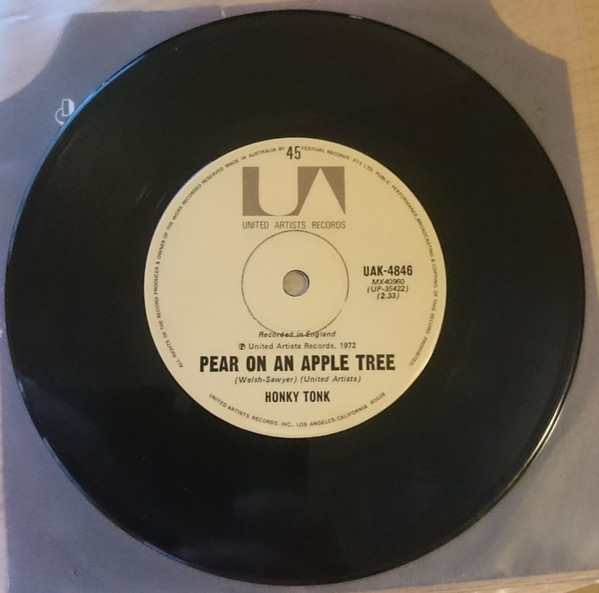 ALL RIGHTS OF THE RECORD PRODUCER & OWNER OF THE WORK RECORDED RESERVED MADE IN AUSTRALIA BY FESTIVAL RECORDS PTY. LTD. PUBLIC PERFORMANCE, BROADCASTING & COPYING OF THIS RECORD PROHIBITED.
45
UA
UNITED ARTISTS RECORDS
UAK-4846
MX40960
(UP-35422)
(2.33)
Recorded in England
℗ United Artists Records, 1972
PEAR ON AN APPLE TREE
(Welsh-Sawyer) (United Artists)
HONKY TONK
UNITED ARTISTS RECORDS. INC., LOS ANGELES, CALIFORNIA. 90028